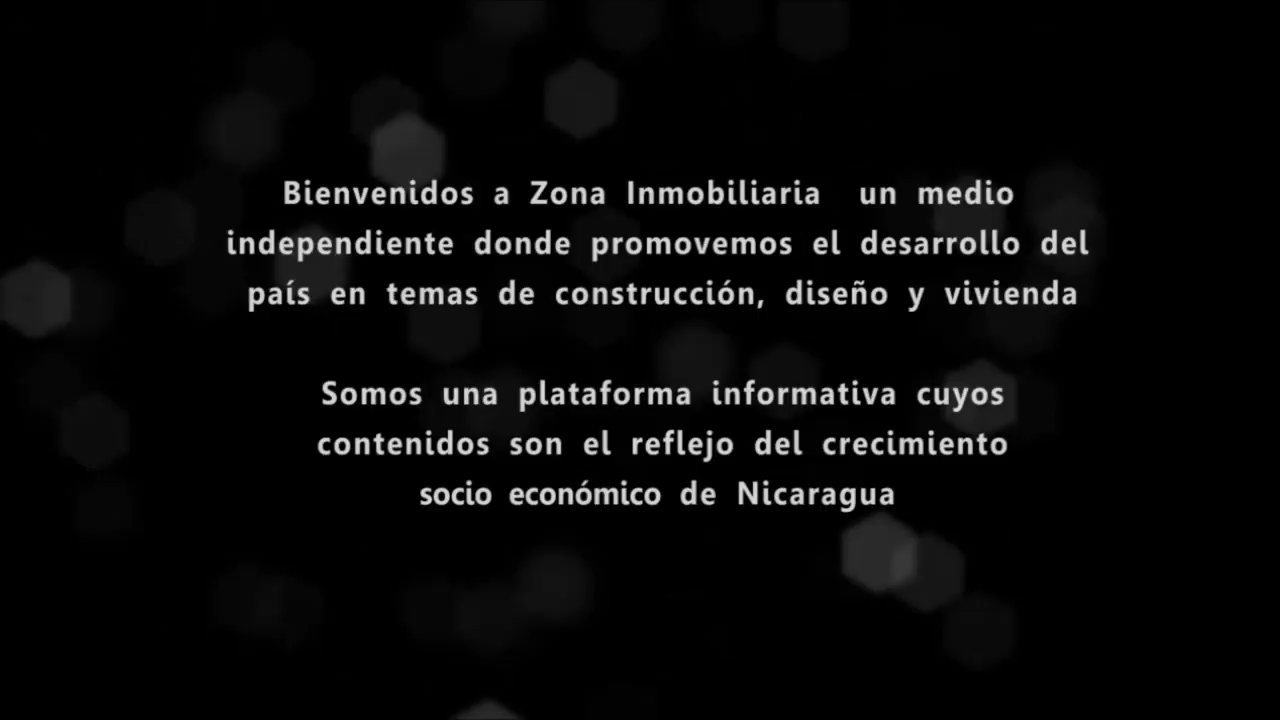 Bienvenidos a Zona Inmobiliaria un medio
independiente donde promovemos el desarrollo del
país en temas de construcción, diseño y vivienda
Somos una plataforma informativa cuyos
contenidos son el reflejo del crecimiento
socio económico de Nicaragua